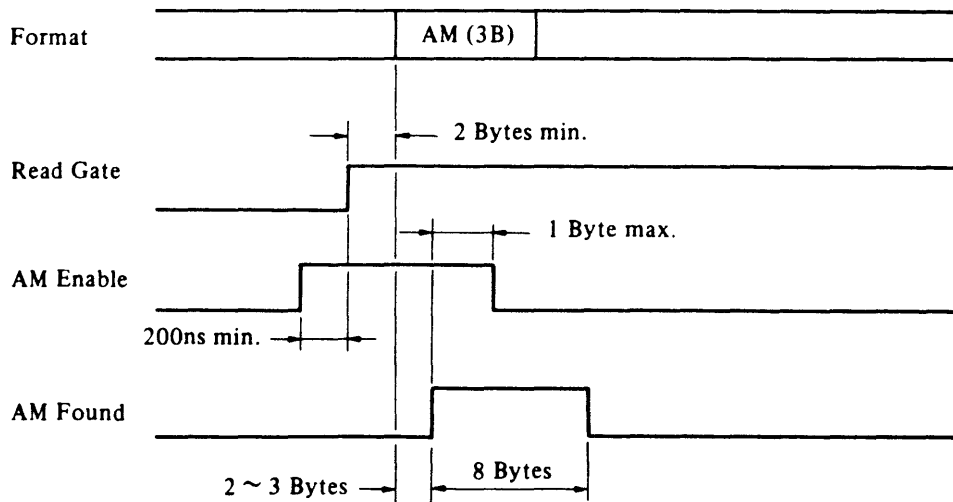 Format
AM (3B)
2 Bytes min.
Read Gate
1 Byte max.
AM Enable
200ns min.
AM Found
2 ~ 3 Bytes
8 Bytes